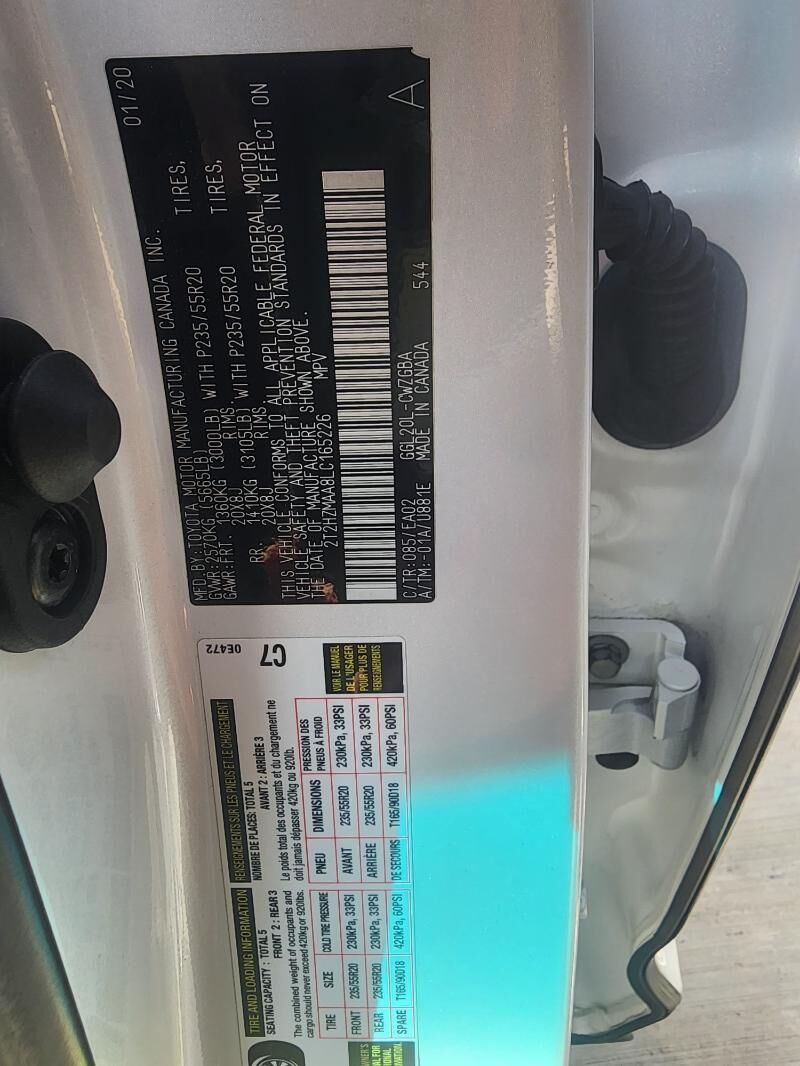 01/20
MFD.BY:TOYOTA MOTOR MANUFACTURING CANADA INC.
GVWR:2570KG (5665LB)
GAWR:FRT. 1360KG (3000LB) WITH P235/55R20 TIRES,
20X8J RIMS,
RR. 1410KG (3105LB) WITH P235/55R20 TIRES,
20X8J RIMS.
THIS VEHICLE CONFORMS TO ALL APPLICABLE FEDERAL MOTOR
VEHICLE SAFETY AND THEFT PREVENTION STANDARDS IN EFFECT ON
THE DATE OF MANUFACTURE SHOWN ABOVE.
2T2HZMAA8LC165226 MPV
C/TR:085/EA02 GGL20L-CWZGBA
A/TM:-01A/U881E MADE IN CANADA 544
A
TIRE AND LOADING INFORMATION
SEATING CAPACITY : TOTAL 5
FRONT 2 : REAR 3
The combined weight of occupants and
cargo should never exceed 420kg or 920lbs.
TIRE SIZE COLD TIRE PRESSURE
FRONT 235/55R20 230kPa, 33PSI
REAR 235/55R20 230kPa, 33PSI
SPARE T165/90D18 420kPa, 60PSI
RENSEIGNEMENTS SUR LES PNEUS ET LE CHARGEMENT
NOMBRE DE PLACES: TOTAL 5
AVANT 2 : ARRIÈRE 3
Le poids total des occupants et du chargement ne
doit jamais dépasser 420kg ou 920lb.
PNEU DIMENSIONS PRESSION DES
PNEUS À FROID
AVANT 235/55R20 230kPa, 33PSI
ARRIÈRE 235/55R20 230kPa, 33PSI
DE SECOURS T165/90D18 420kPa, 60PSI
VOIR LE MANUEL
DE L'USAGER
POUR PLUS DE
RENSEIGNEMENTS
0E472
C7